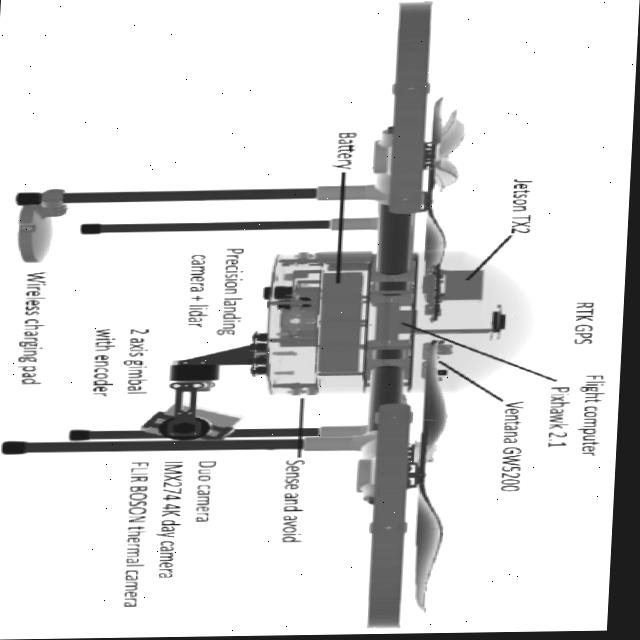 RTK GPS
Flight computer
Pixhawk 2.1
Jetson TX2
Ventana GW5200
Battery
Sense and avoid
Precision landing
camera + lidar
Duo camera
IMX274 4K day camera
FLIR BOSON thermal camera
2 axis gimbal
with encoder
Wireless charging pad